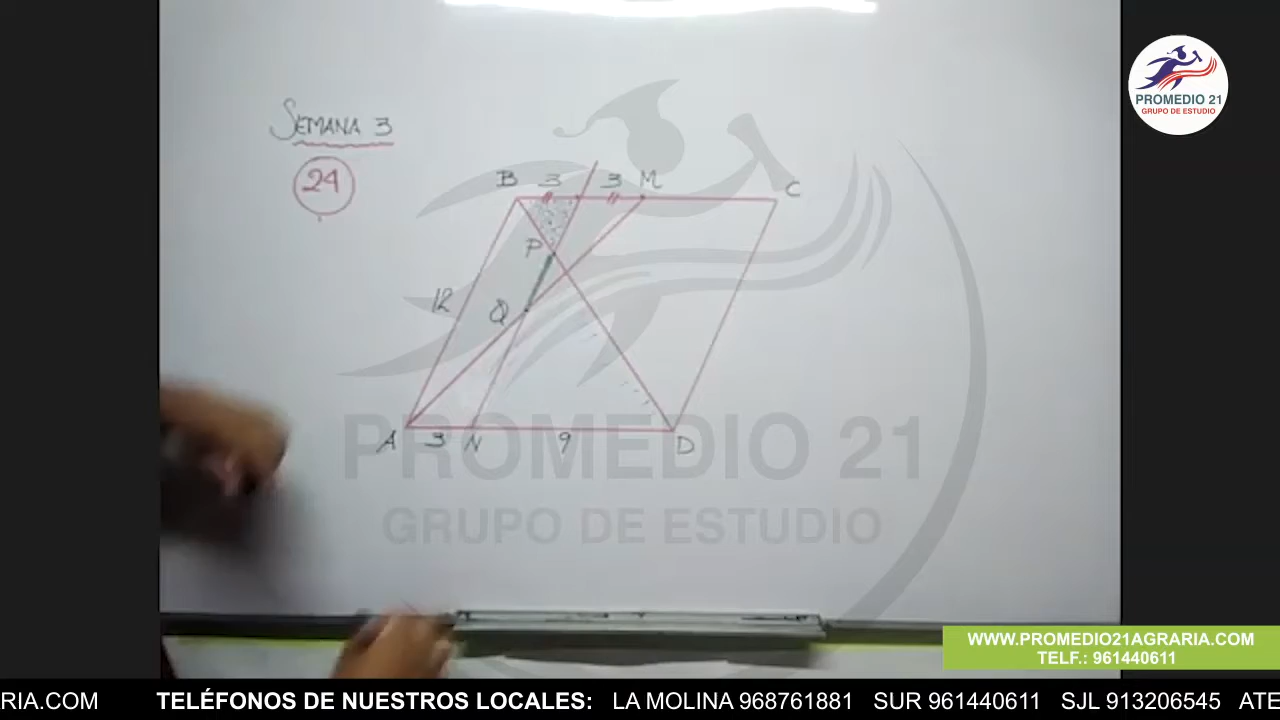 PROMEDIO 21
GRUPO DE ESTUDIO
SEMANA 3
24
B 3 3 M C
P
12
Q
A 3 N 9 D
PROMEDIO 21
GRUPO DE ESTUDIO
WWW.PROMEDIO21AGRARIA.COM
TELF.: 961440611
RIA.COM TELÉFONOS DE NUESTROS LOCALES: LA MOLINA 968761881 SUR 961440611 SJL 913206545 ATE